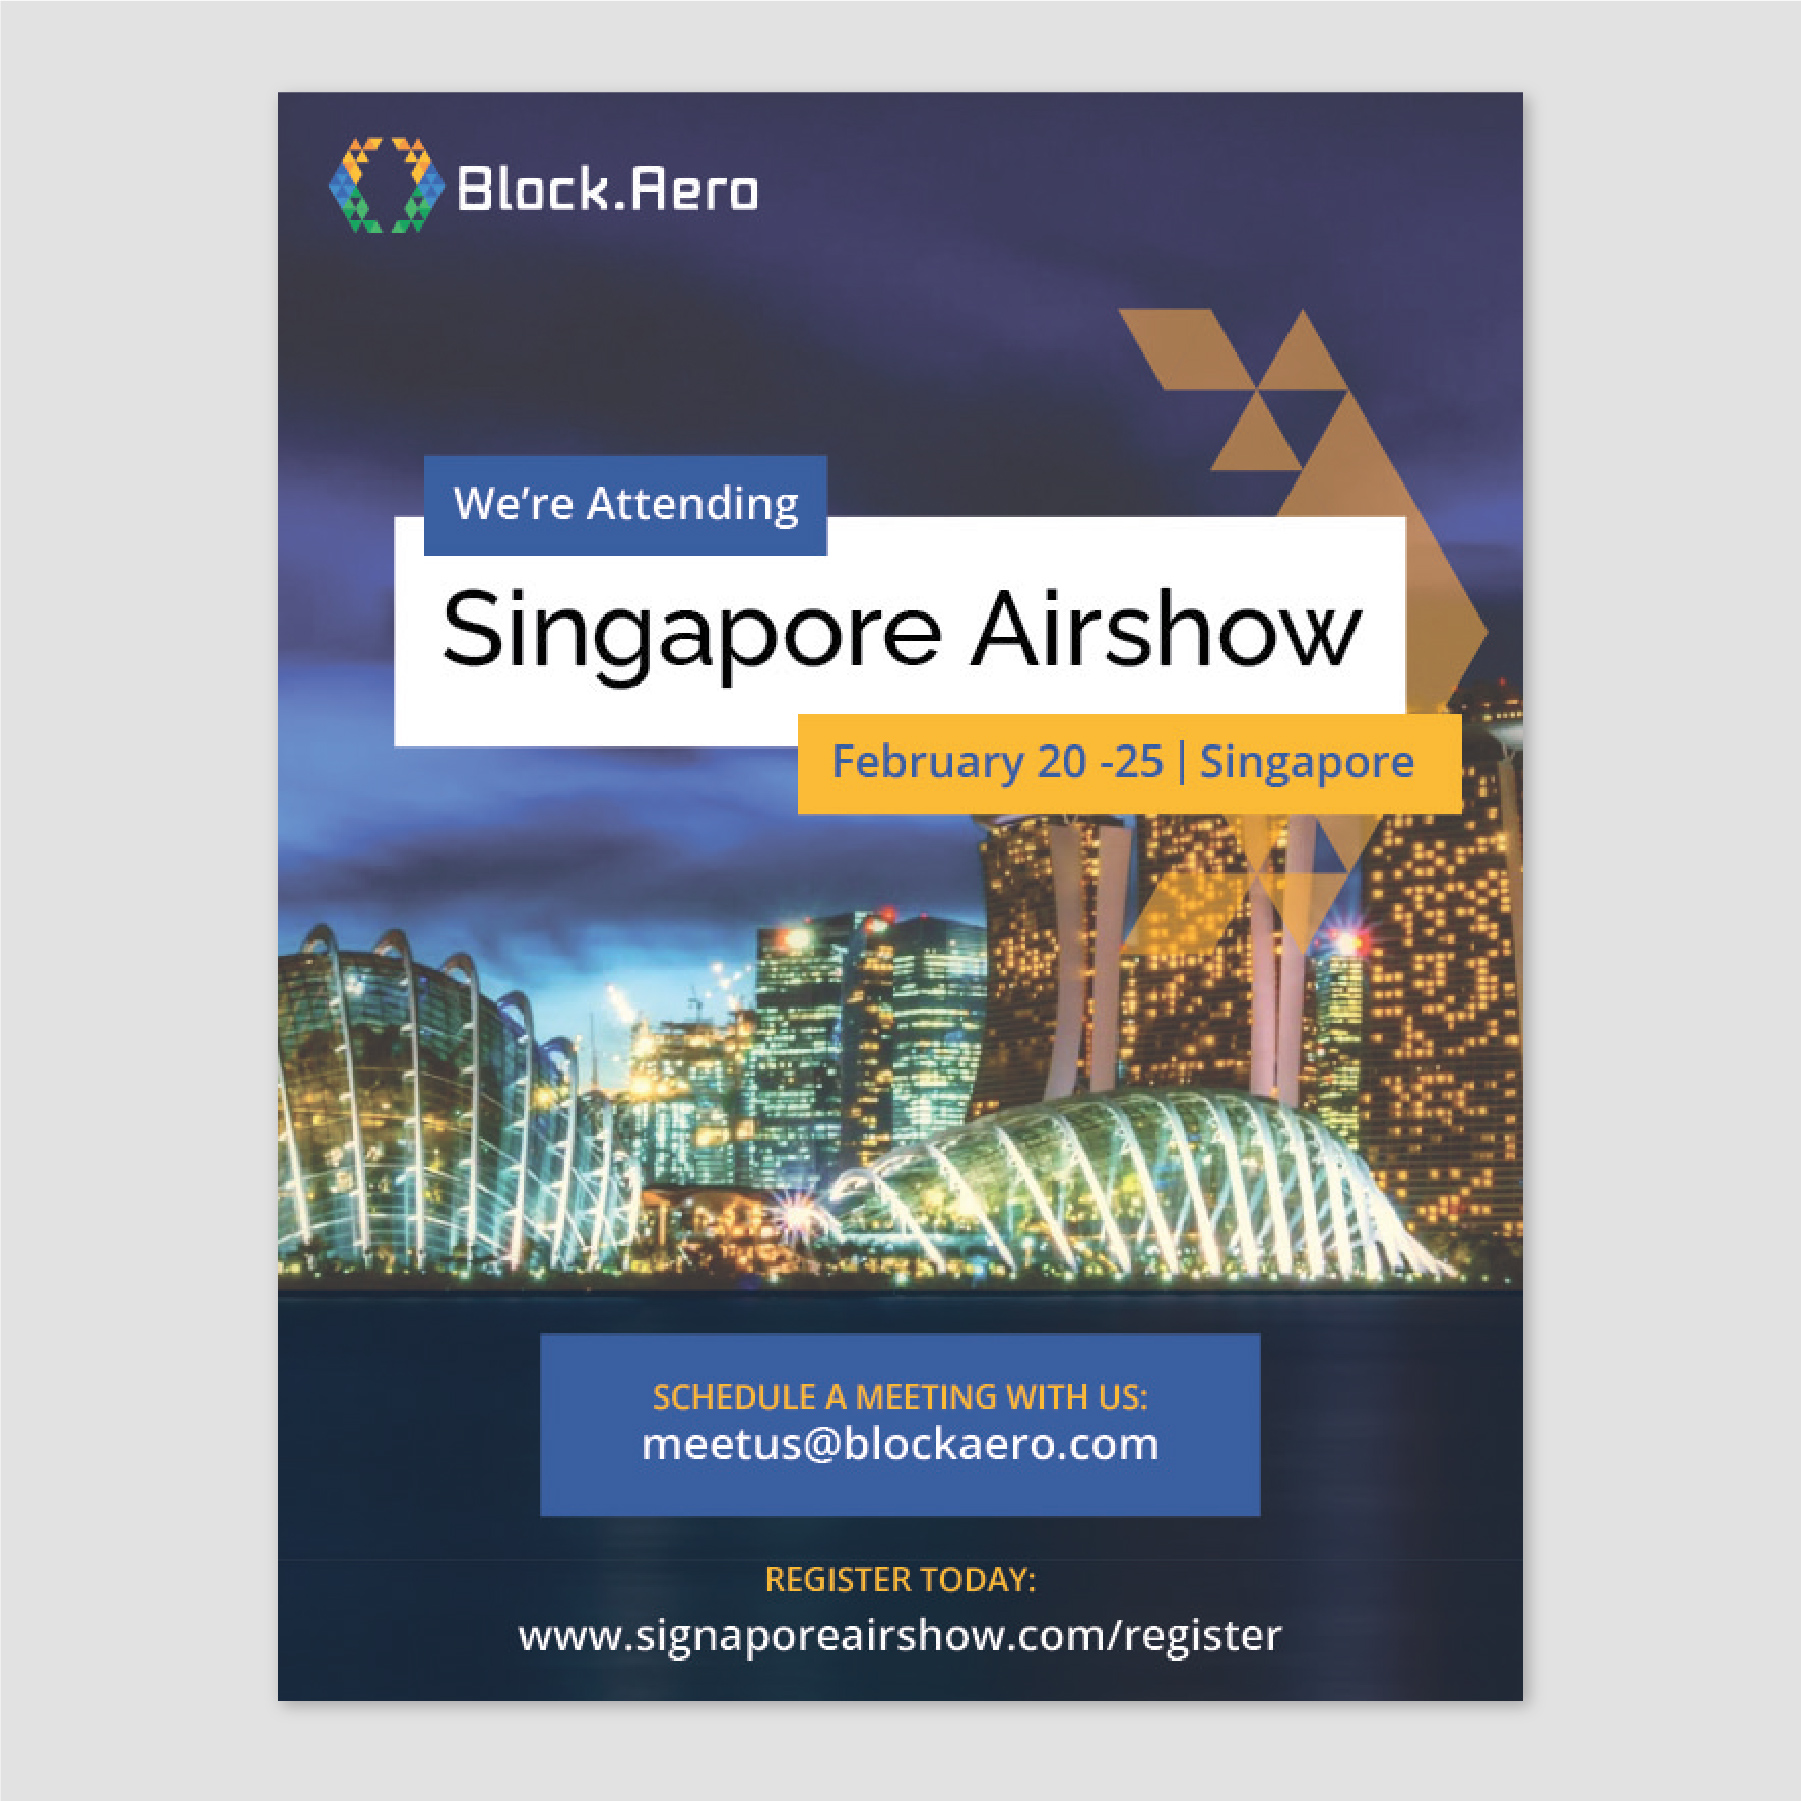 Block.Aero
We're Attending
Singapore Airshow
February 20 -25 | Singapore
SCHEDULE A MEETING WITH US:
meetus@blockaero.com
REGISTER TODAY:
www.signaporeairshow.com/register